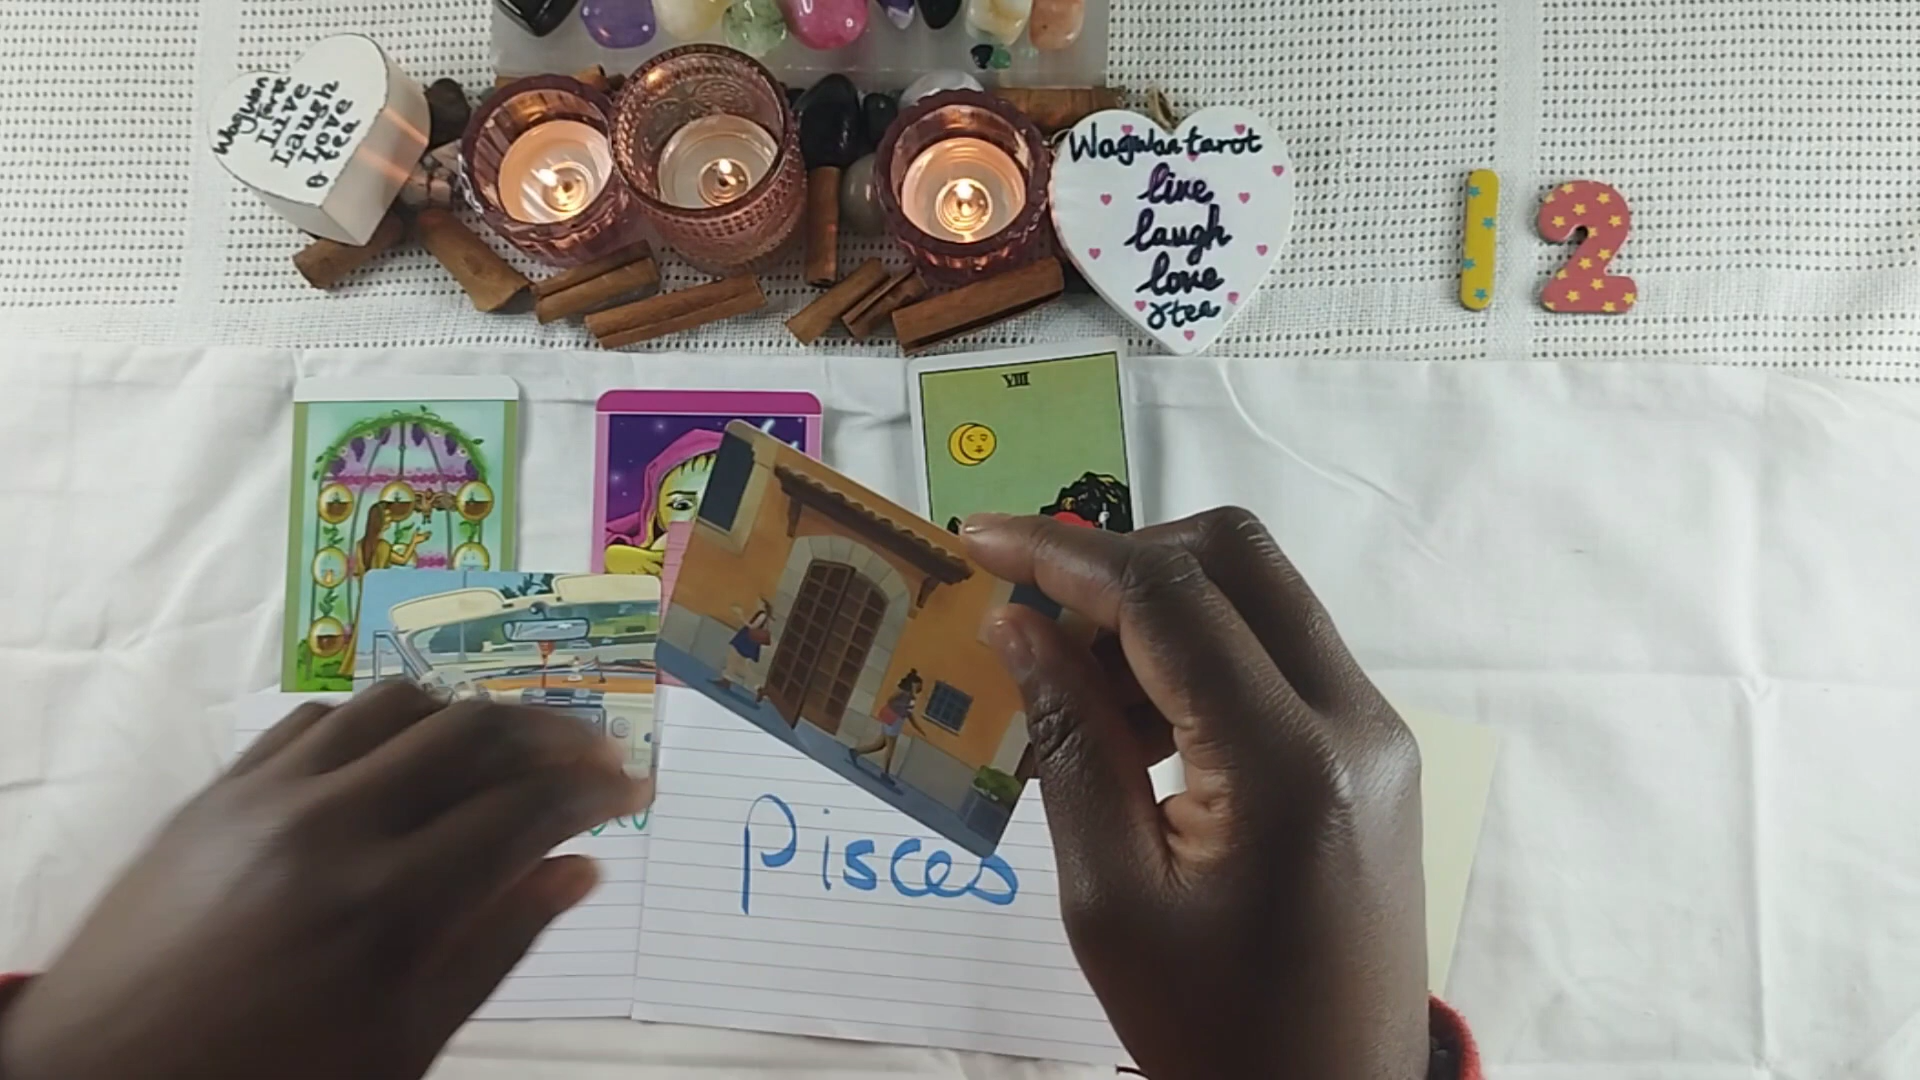 Wagwan
Tarot
Live
Laugh
Love
tea
Wagwan tarot
live
laugh
love
&tea
1 2
VIII
Pisces